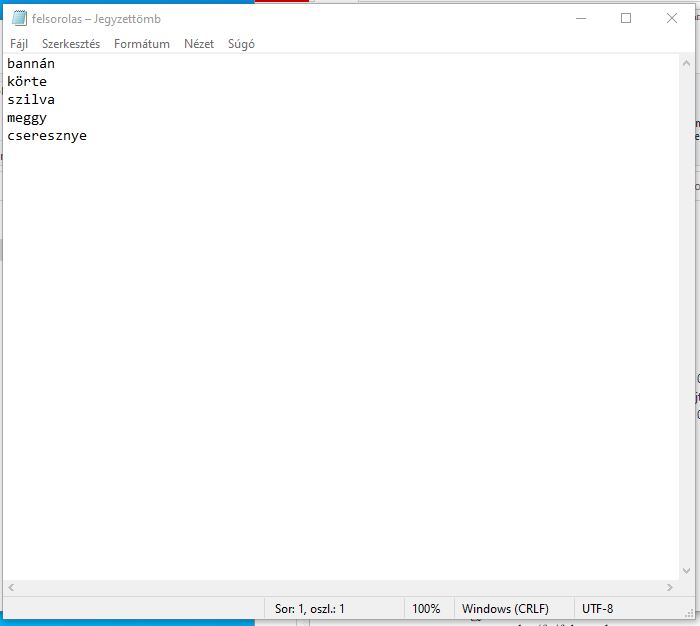 felsorolas – Jegyzettömb
Fájl Szerkesztés Formátum Nézet Súgó
bannán
körte
szilva
meggy
cseresznye
Sor: 1, oszl.: 1 100% Windows (CRLF) UTF-8